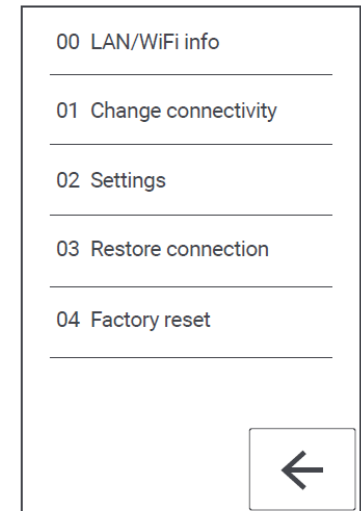 00 LAN/WiFi info
01 Change connectivity
02 Settings
03 Restore connection
04 Factory reset